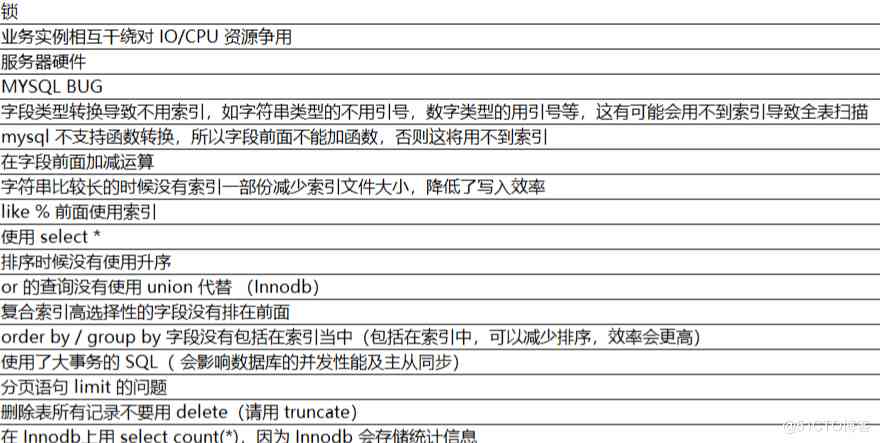 锁
业务实例相互干绕对 IO/CPU 资源争用
服务器硬件
MYSQL BUG
字段类型转换导致不用索引，如字符串类型的不用引号，数字类型的用引号等，这有可能会用不到索引导致全表扫描
mysql 不支持函数转换，所以字段前面不能加函数，否则这将用不到索引
在字段前面加减运算
字符串比较长的时候没有索引一部份减少索引文件大小，降低了写入效率
like % 前面使用索引
使用 select *
排序时候没有使用升序
or 的查询没有使用 union 代替 （Innodb）
复合索引高选择性的字段没有排在前面
order by / group by 字段没有包括在索引当中（包括在索引中，可以减少排序，效率会更高）
使用了大事务的 SQL（ 会影响数据库的并发性能及主从同步）
分页语句 limit 的问题
删除表所有记录不要用 delete（请用 truncate）
在 Innodb上用 select count(*)，因为 Innodb 会存储统计信息
@51CTO博客